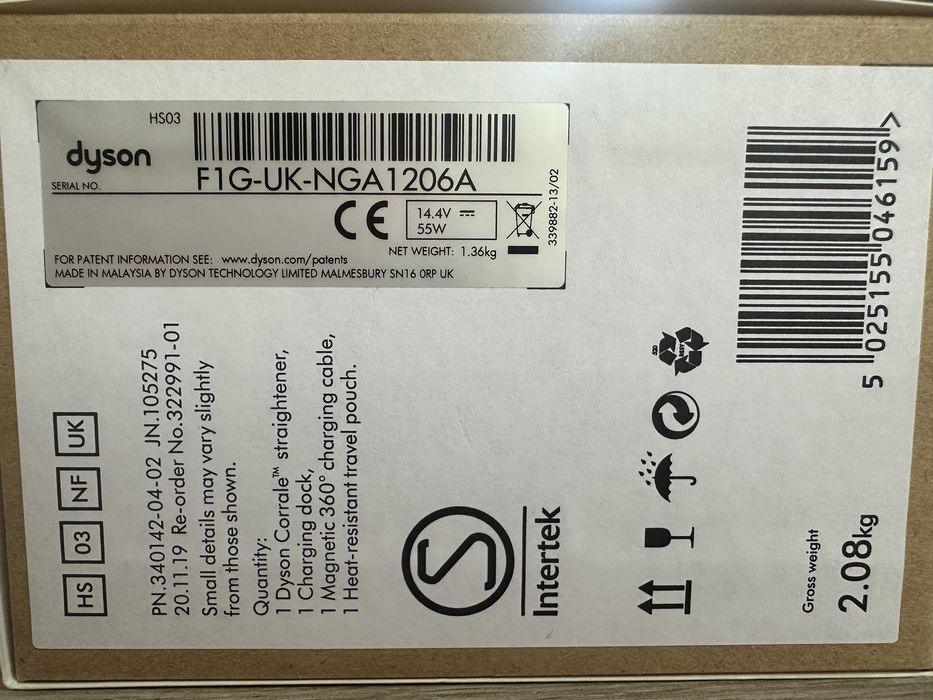 HS03
dyson
SERIAL NO.
F1G-UK-NGA1206A
CE
14.4V
55W
339882-13/02
NET WEIGHT: 1.36kg
FOR PATENT INFORMATION SEE: www.dyson.com/patents
MADE IN MALAYSIA BY DYSON TECHNOLOGY LIMITED MALMESBURY SN16 0RP UK
HS 03 NF UK
PN.340142-04-02 JN.105275
20.11.19 Re-order No.322991-01
Small details may vary slightly
from those shown.
Quantity:
1 Dyson Corrale™ straightener,
1 Charging dock,
1 Magnetic 360° charging cable,
1 Heat-resistant travel pouch.
S
Intertek
5 025155 046159 >
Gross weight
2.08kg